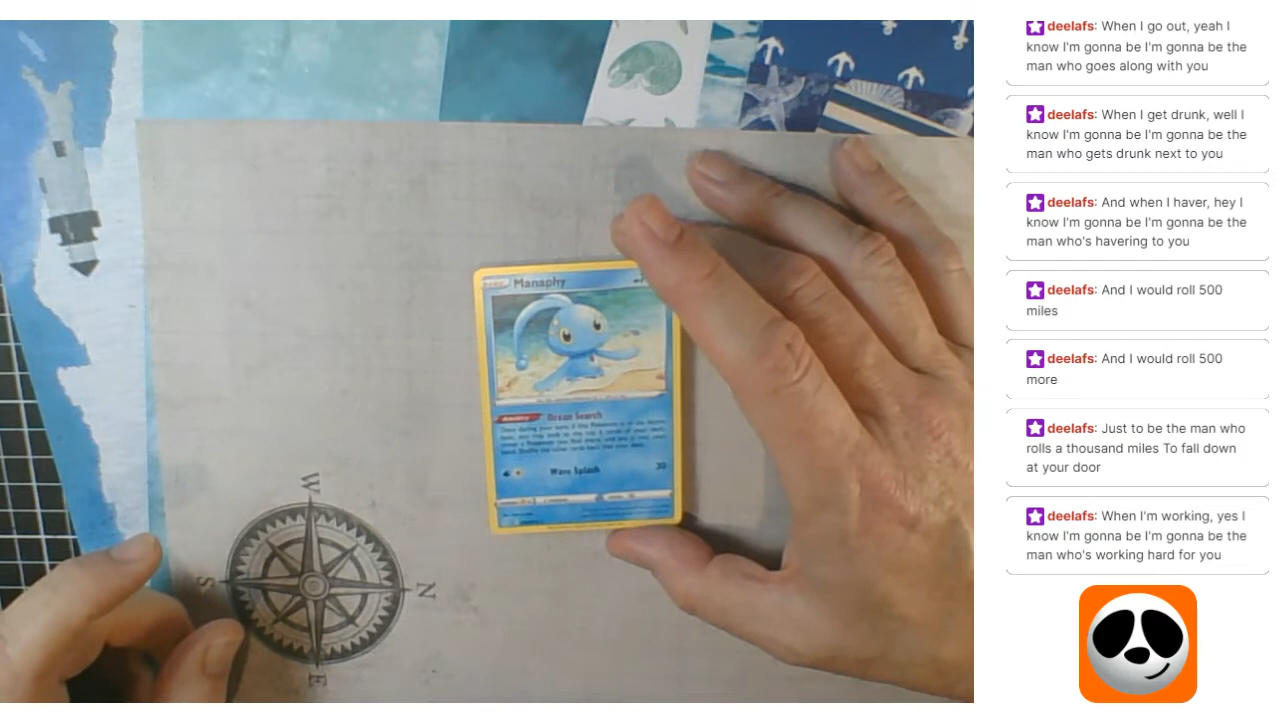 Manaphy
Ability Ocean Search
Wave Splash 30
W
S
N
E
deelafs: When I go out, yeah I
know I'm gonna be I'm gonna be the
man who goes along with you
deelafs: When I get drunk, well I
know I'm gonna be I'm gonna be the
man who gets drunk next to you
deelafs: And when I haver, hey I
know I'm gonna be I'm gonna be the
man who's havering to you
deelafs: And I would roll 500
miles
deelafs: And I would roll 500
more
deelafs: Just to be the man who
rolls a thousand miles To fall down
at your door
deelafs: When I'm working, yes I
know I'm gonna be I'm gonna be the
man who's working hard for you